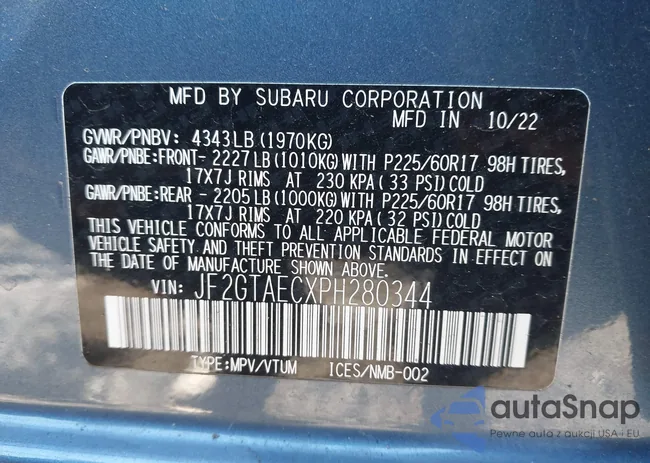 MFD BY SUBARU CORPORATION
MFD IN 10/22
GVWR/PNBV: 4343LB (1970KG)
GAWR/PNBE:FRONT- 2227LB (1010KG) WITH P225/60R17 98H TIRES,
17X7J RIMS AT 230 KPA (33 PSI) COLD
GAWR/PNBE:REAR - 2205LB (1000KG) WITH P225/60R17 98H TIRES,
17X7J RIMS AT 220 KPA (32 PSI) COLD
THIS VEHICLE CONFORMS TO ALL APPLICABLE FEDERAL MOTOR
VEHICLE SAFETY AND THEFT PREVENTION STANDARDS IN EFFECT ON
THE DATE OF MANUFACTURE SHOWN ABOVE.
VIN: JF2GTAECXPH280344
TYPE:MPV/VTUM ICES/NMB-002
autaSnap
Pewne auta z aukcji USA i EU